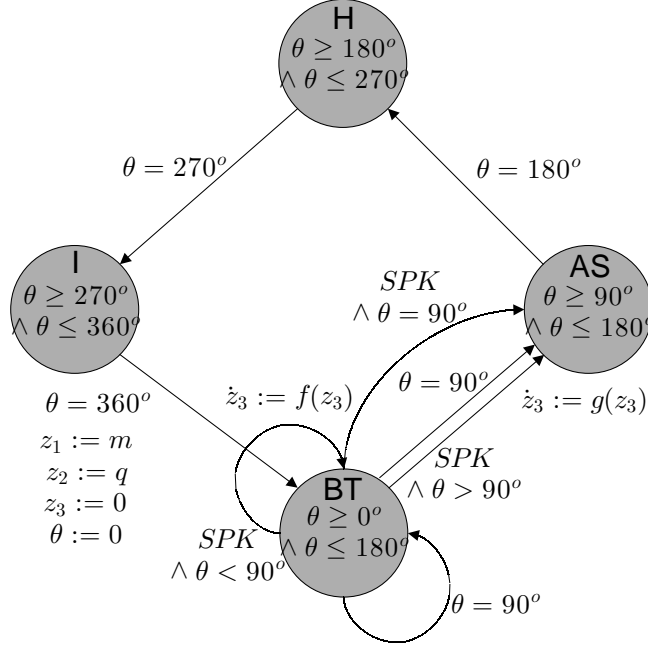 H
θ ≥ 180°
∧ θ ≤ 270°
θ = 270°
θ = 180°
I
θ ≥ 270°
∧ θ ≤ 360°
AS
θ ≥ 90°
∧ θ ≤ 180°
SPK
∧ θ = 90°
θ = 90°
ż₃ := f(z₃)
ż₃ := g(z₃)
θ = 360°
z₁ := m
z₂ := q
z₃ := 0
θ := 0
SPK
∧ θ > 90°
BT
θ ≥ 0°
∧ θ ≤ 180°
SPK
∧ θ < 90°
θ = 90°